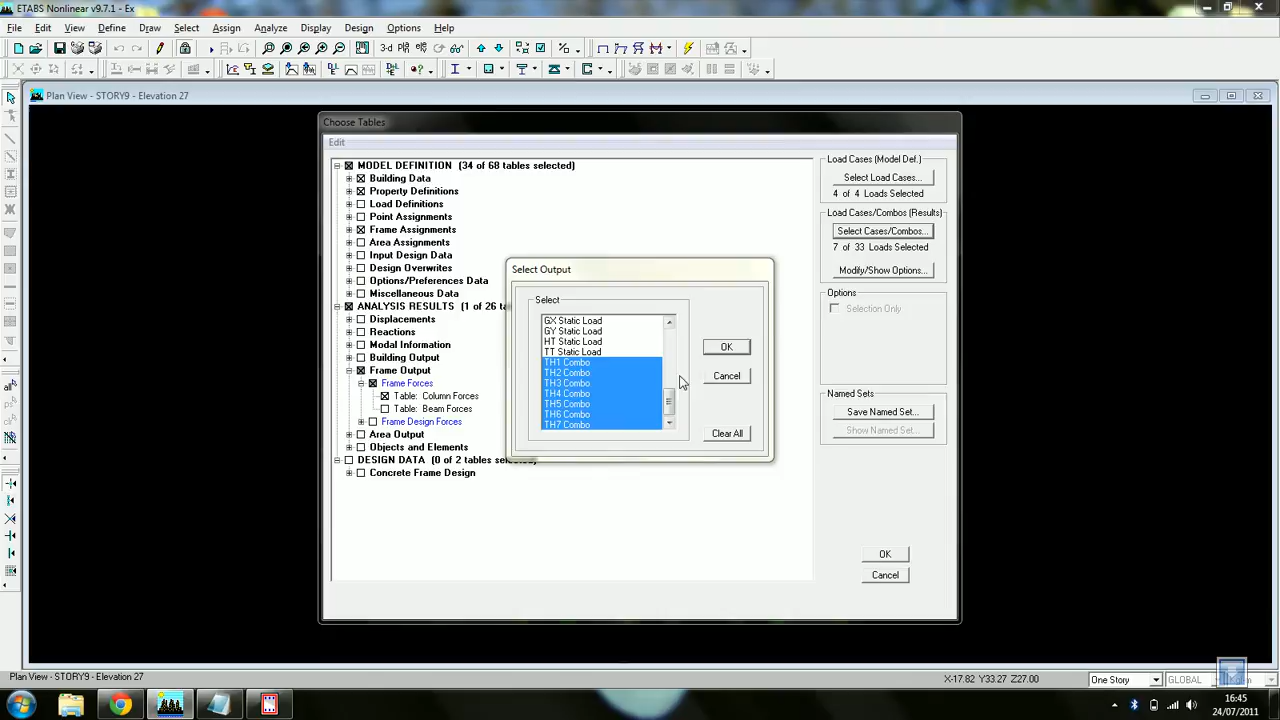 ETABS Nonlinear v9.7.1 - Ex
File Edit View Define Draw Select Assign Analyze Display Design Options Help
3-d
Plan View - STORY9 - Elevation 27
Choose Tables
Edit
MODEL DEFINITION (34 of 68 tables selected)
Building Data
Property Definitions
Load Definitions
Point Assignments
Frame Assignments
Area Assignments
Input Design Data
Design Overwrites
Options/Preferences Data
Miscellaneous Data
ANALYSIS RESULTS (1 of 26
Displacements
Reactions
Modal Information
Building Output
Frame Output
Frame Forces
Table: Column Forces
Table: Beam Forces
Frame Design Forces
Area Output
Objects and Elements
DESIGN DATA (0 of 2 tables selected)
Concrete Frame Design
Load Cases (Model Def.)
Select Load Cases...
4 of 4 Loads Selected
Load Cases/Combos (Results)
Select Cases/Combos...
7 of 33 Loads Selected
Modify/Show Options...
Options
Selection Only
Named Sets
Save Named Set...
Show Named Set...
OK
Cancel
Select Output
Select
GX Static Load
GY Static Load
HT Static Load
TT Static Load
TH1 Combo
TH2 Combo
TH3 Combo
TH4 Combo
TH5 Combo
TH6 Combo
TH7 Combo
OK
Cancel
Clear All
Plan View - STORY9 - Elevation 27
X-17.82 Y33.27 Z27.00
One Story
GLOBAL
16:45
24/07/2011